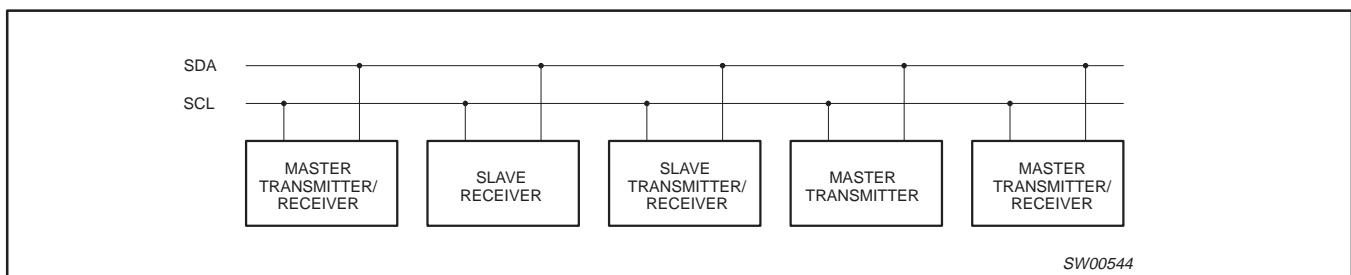 SDA
SCL
MASTER
TRANSMITTER/
RECEIVER
SLAVE
RECEIVER
SLAVE
TRANSMITTER/
RECEIVER
MASTER
TRANSMITTER
MASTER
TRANSMITTER/
RECEIVER
SW00544